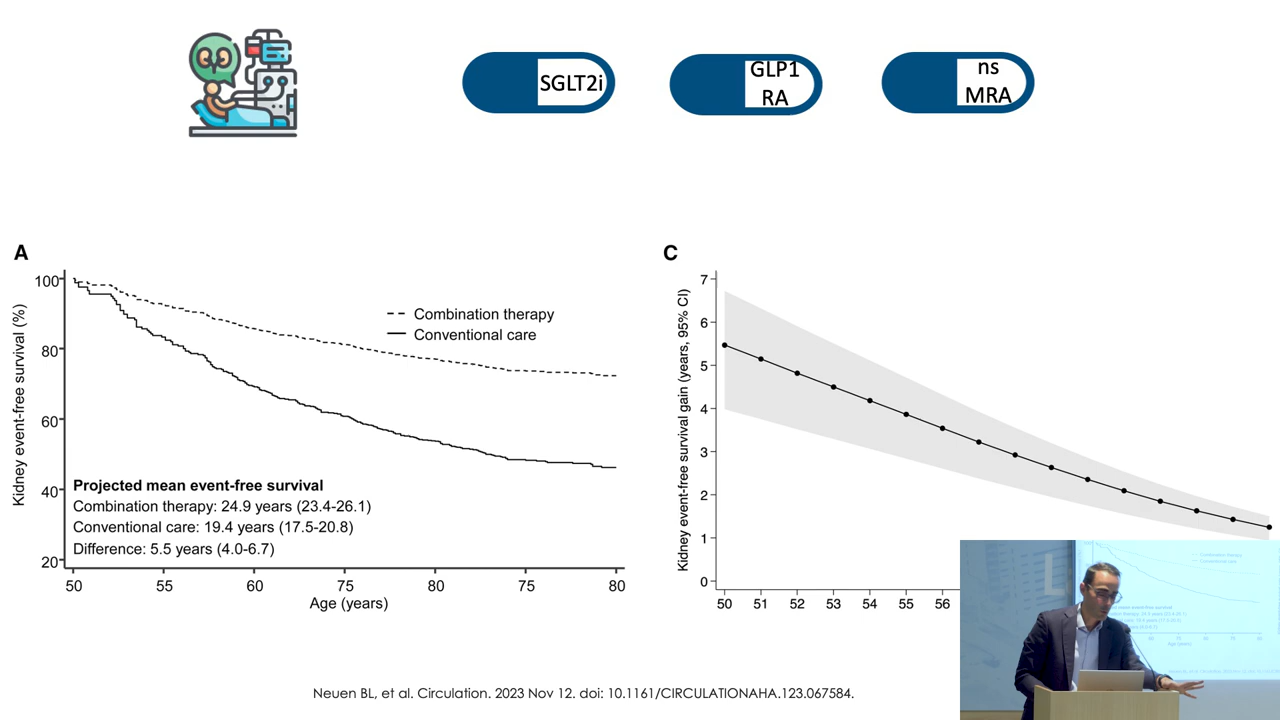 SGLT2i
GLP1
RA
ns
MRA
A
100
80
60
40
20
Kidney event-free survival (%)
Combination therapy
Conventional care
Projected mean event-free survival
Combination therapy: 24.9 years (23.4-26.1)
Conventional care: 19.4 years (17.5-20.8)
Difference: 5.5 years (4.0-6.7)
50 55 60 75 80 75 80
Age (years)
C
7
6
5
4
3
2
1
0
Kidney event-free survival gain (years, 95% CI)
50 51 52 53 54 55 56
Neuen BL, et al. Circulation. 2023 Nov 12. doi: 10.1161/CIRCULATIONAHA.123.067584.
Combination therapy
Conventional care